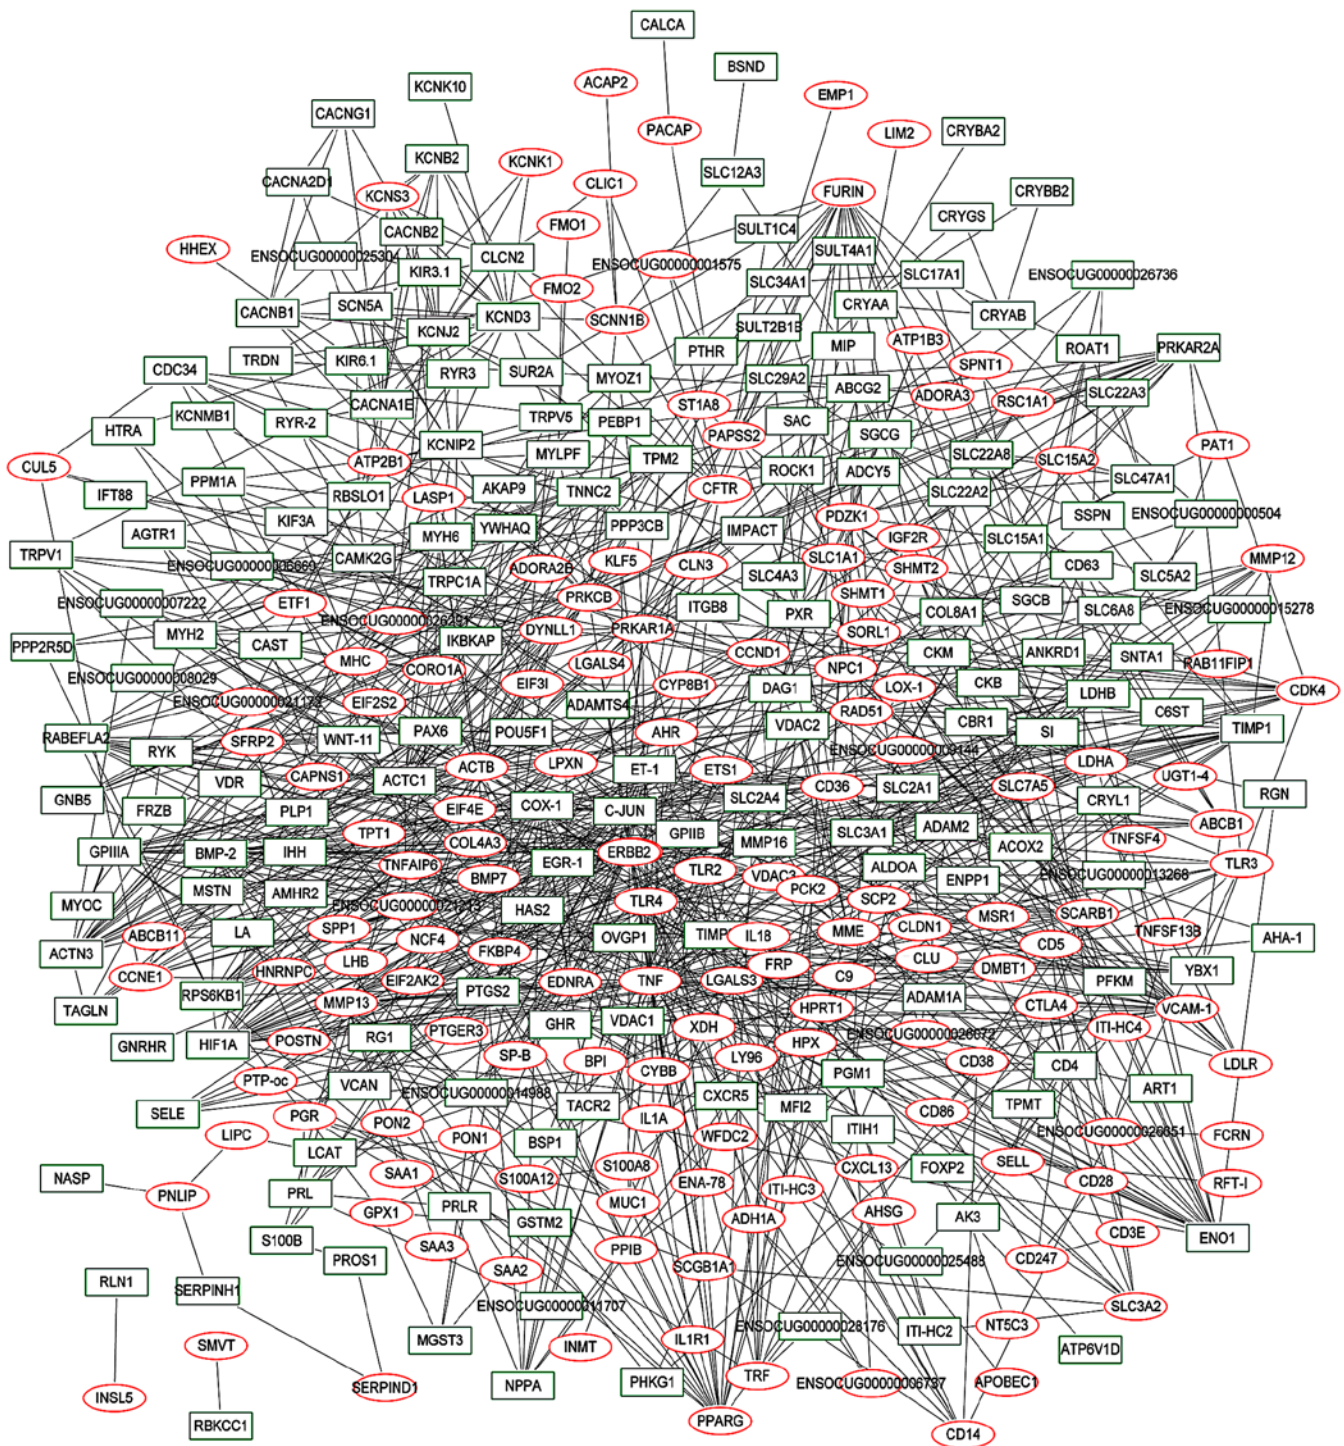 CALCA
BSND
ACAP2
KCNK10
EMP1
CACNG1
PACAP
LIM2
CRYBA2
KCNB2
KCNK1
SLC12A3
CACNA2D1
CLIC1
KCNS3
FURIN
CRYBB2
CRYGS
FMO1
CACNB2
SULT1C4
HHEX
SULT4A1
ENSOCUG00000025304
CLCN2
ENSOCUG00000001575
KIR3.1
SLC17A1
ENSOCUG00000026736
SLC34A1
FMO2
CRYAA
SCN5A
CACNB1
KCND3
SCNN1B
CRYAB
KCNJ2
SULT2B1B
ATP1B3
MIP
PTHR
ROAT1
PRKAR2A
TRDN
KIR6.1
CDC34
RYR3
SUR2A
MYOZ1
SLC29A2
ABCG2
SPNT1
SLC22A3
ADORA3
RSC1A1
CACNA1E
ST1A8
KCNMB1
TRPV5
PEBP1
SAC
HTRA
RYR-2
PAPSS2
SGCG
KCNIP2
PAT1
MYLPF
TPM2
SLC22A8
CUL5
ATP2B1
SLC15A2
ROCK1
ADCY5
SLC47A1
PPM1A
CFTR
IFT88
AKAP9
TNNC2
SLC22A2
RBSLO1
LASP1
ENSOCUG00000000504
KIF3A
PDZK1
SSPN
PPP3CB
AGTR1
YWHAQ
IMPACT
MYH6
IGF2R
SLC15A1
TRPV1
CAMK2G
SLC1A1
MMP12
CD63
ENSOCUG00000006669
ADORA2B
KLF5
CLN3
SHMT2
SLC4A3
SLC5A2
TRPC1A
ENSOCUG00000007222
ETF1
PRKCB
SHMT1
SGCB
ITGB8
COL8A1
SLC6A8
ENSOCUG00000015278
PXR
MYH2
DYNLL1
PRKAR1A
SORL1
IKBKAP
PPP2R5D
CAST
CCND1
CKM
ANKRD1
SNTA1
RAB11FIP1
MHC
CORO1A
LGALS4
NPC1
ENSOCUG00000008029
EIF3I
CYP8B1
DAG1
LOX-1
CKB
CDK4
LDHB
EIF2S2
ADAMTS4
RAD51
C6ST
VDAC2
CBR1
TIMP1
RABEFLA2
SFRP2
WNT-11
PAX6
POU5F1
AHR
SI
RYK
ENSOCUG00000009144
LPXN
ET-1
ETS1
ACTB
LDHA
CAPNS1
ACTC1
VDR
UGT1-4
CD36
SLC2A1
SLC7A5
RGN
GNB5
FRZB
SLC2A4
CRYL1
EIF4E
COX-1
C-JUN
PLP1
ABCB1
TPT1
SLC3A1
ADAM2
GPIIB
TNFSF4
COL4A3
MMP16
ACOX2
GPIIIA
BMP-2
IHH
ERBB2
TNFAIP6
EGR-1
ALDOA
TLR3
TLR2
BMP7
VDAC3
ENPP1
ENSOCUG00000013268
MSTN
AMHR2
PCK2
MYOC
TLR4
SCP2
HAS2
MSR1
SCARB1
SPP1
LA
ABCB11
CLDN1
TNFSF13B
MME
IL18
NCF4
OVGP1
AHA-1
CD5
ACTN3
LHB
FKBP4
CLU
FRP
DMBT1
YBX1
CCNE1
HNRNPC
C9
EIF2AK2
EDNRA
TNF
LGALS3
PFKM
PTGS2
RPS6KB1
MMP13
ADAM1A
CTLA4
HPRT1
VCAM-1
TAGLN
VDAC1
ITI-HC4
XDH
GHR
PTGER3
RG1
POSTN
HPX
ENSOCUG00000026672
GNRHR
HIF1A
SP-B
LY96
BPI
CD38
CD4
LDLR
CYBB
PGM1
PTP-oc
VCAN
ART1
ENSOCUG00000014988
CXCR5
MFI2
TPMT
TACR2
SELE
CD86
PGR
IL1A
PON2
ITIH1
LIPC
WFDC2
ENSOCUG00000026651
FCRN
PON1
BSP1
LCAT
SELL
S100A8
CXCL13
FOXP2
SAA1
NASP
S100A12
ENA-78
CD28
RFT-I
ITI-HC3
PNLIP
PRL
MUC1
PRLR
GPX1
AHSG
AK3
GSTM2
ADH1A
CD3E
S100B
ENO1
SAA3
PPIB
PROS1
CD247
ENSOCUG00000025488
SCGB1A1
SAA2
RLN1
SERPINH1
SLC3A2
NT5C3
ENSOCUG00000028176
ITI-HC2
MGST3
IL1R1
SMVT
INMT
ATP6V1D
TRF
PHKG1
NPPA
SERPIND1
ENSOCUG00000006737
APOBEC1
INSL5
PPARG
RBKCC1
CD14